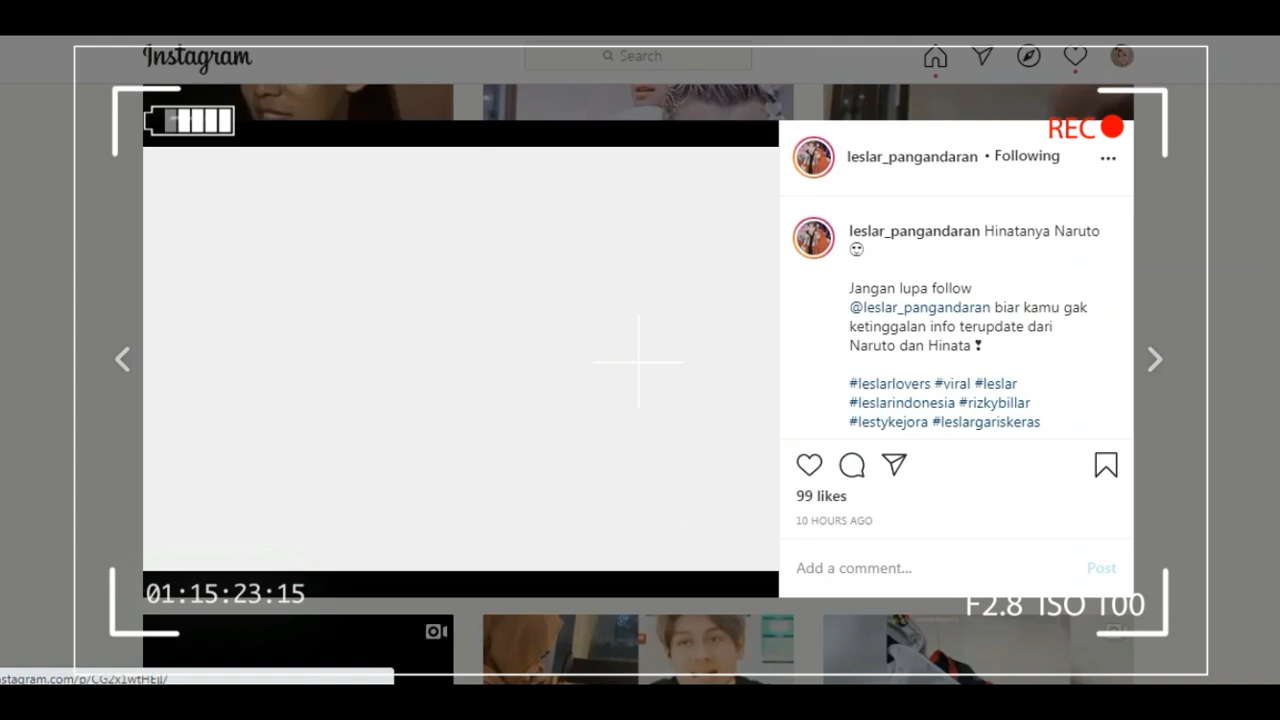 Instagram
Search
REC
leslar_pangandaran • Following
leslar_pangandaran Hinatanya Naruto
Jangan lupa follow
@leslar_pangandaran biar kamu gak
ketinggalan info terupdate dari
Naruto dan Hinata❣
#leslarlovers #viral #leslar
#leslarindonesia #rizkybillar
#lestykejora #leslargariskeras
99 likes
10 HOURS AGO
Add a comment... Post
01:15:23:15
F2.8 ISO 100